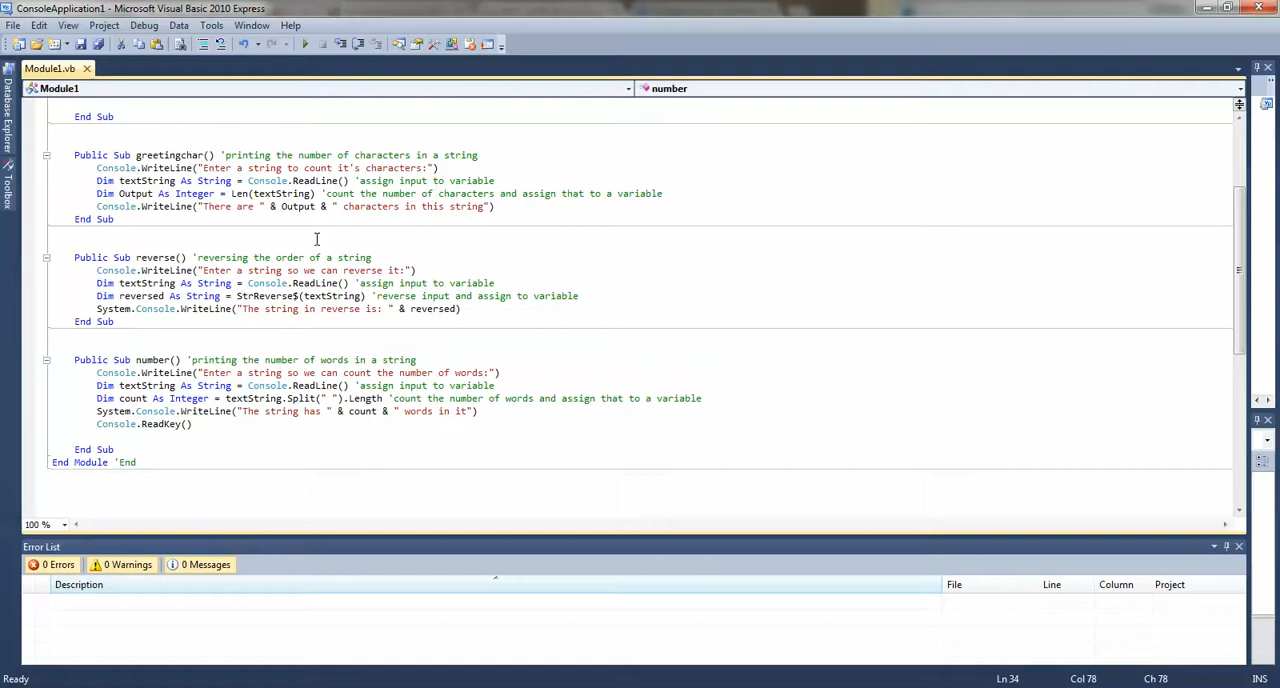 ConsoleApplication1 - Microsoft Visual Basic 2010 Express
File Edit View Project Debug Data Tools Window Help
Module1.vb
Module1 number
Database Explorer
Toolbox
End Sub
Public Sub greetingchar() 'printing the number of characters in a string
Console.WriteLine("Enter a string to count it's characters:")
Dim textString As String = Console.ReadLine() 'assign input to variable
Dim Output As Integer = Len(textString) 'count the number of characters and assign that to a variable
Console.WriteLine("There are " & Output & " characters in this string")
End Sub
Public Sub reverse() 'reversing the order of a string
Console.WriteLine("Enter a string so we can reverse it:")
Dim textString As String = Console.ReadLine() 'assign input to variable
Dim reversed As String = StrReverse$(textString) 'reverse input and assign to variable
System.Console.WriteLine("The string in reverse is: " & reversed)
End Sub
Public Sub number() 'printing the number of words in a string
Console.WriteLine("Enter a string so we can count the number of words:")
Dim textString As String = Console.ReadLine() 'assign input to variable
Dim count As Integer = textString.Split(" ").Length 'count the number of words and assign that to a variable
System.Console.WriteLine("The string has " & count & " words in it")
Console.ReadKey()
End Sub
End Module 'End
100 %
Error List
0 Errors 0 Warnings 0 Messages
Description File Line Column Project
Ready Ln 34 Col 78 Ch 78 INS